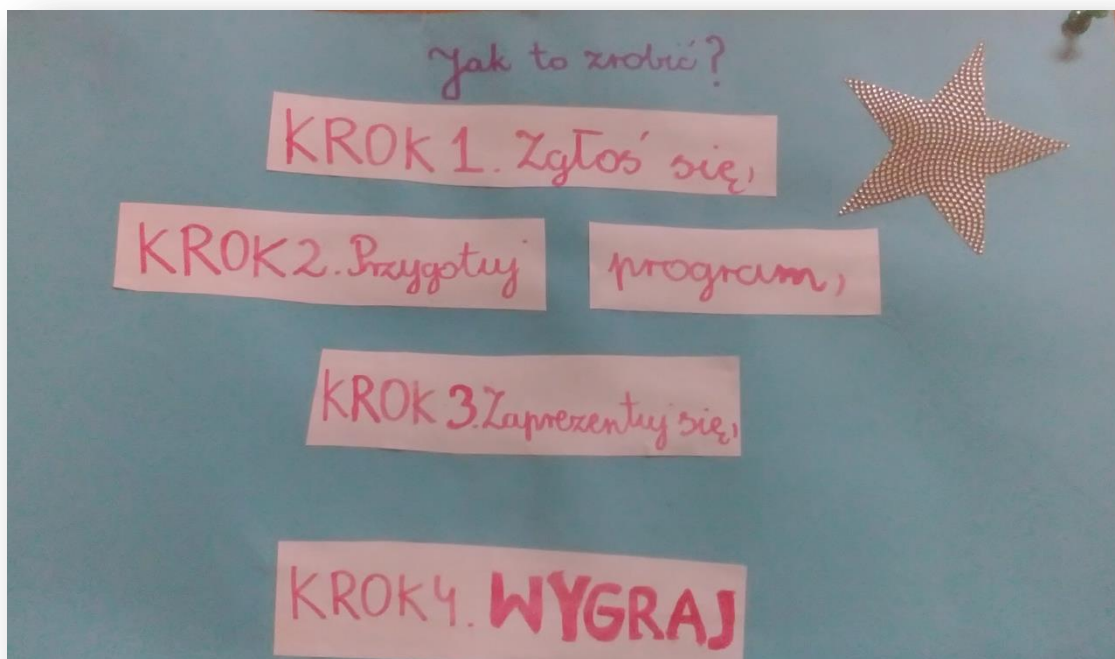 Jak to zrobić?
KROK 1. Zgłoś się,
KROK 2. Przygotuj program,
KROK 3. Zaprezentuj się,
KROK 4. WYGRAJ